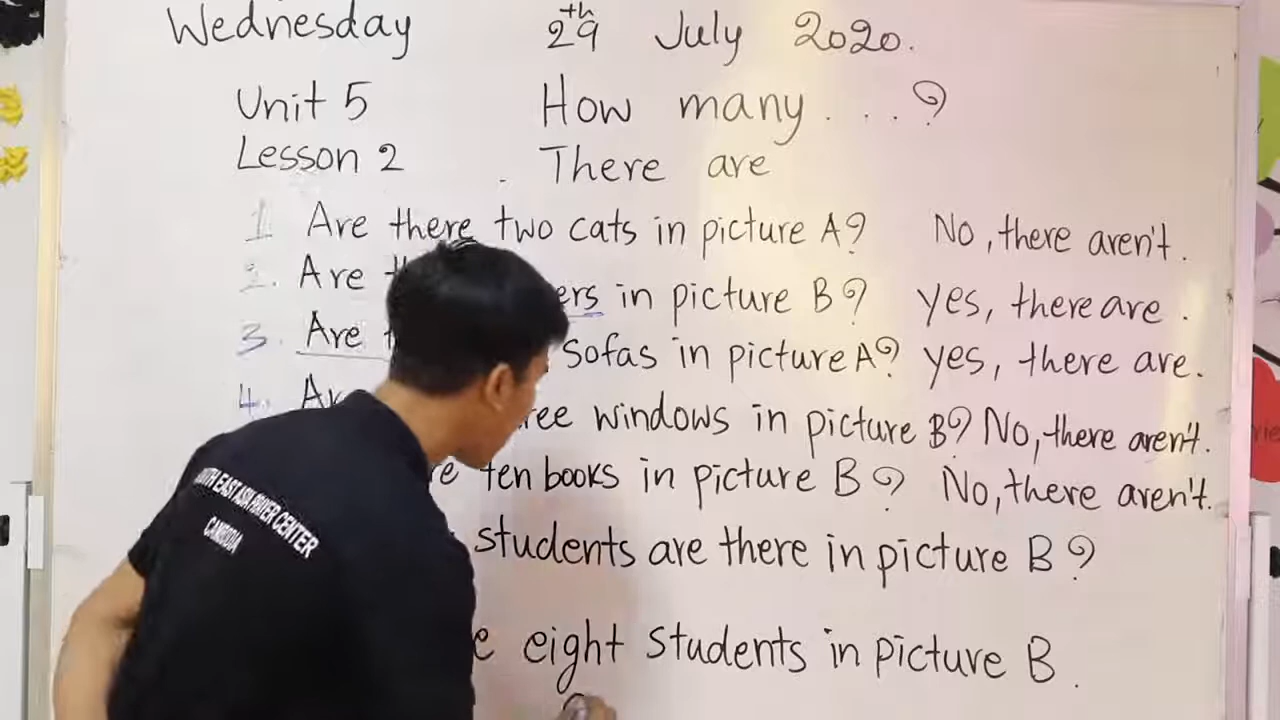 Wednesday 29th July 2020.
Unit 5 How many ...?
Lesson 2 There are
1 Are there two cats in picture A? No, there aren't.
2. Are in picture B? yes, there are.
3. Are sofas in picture A? yes, there are.
4. windows in picture B? No, there aren't.
ten books in picture B? No, there aren't.
students are there in picture B?
eight students in picture B.
EAST ASIA PRAYER CENTER
CAMBODIA